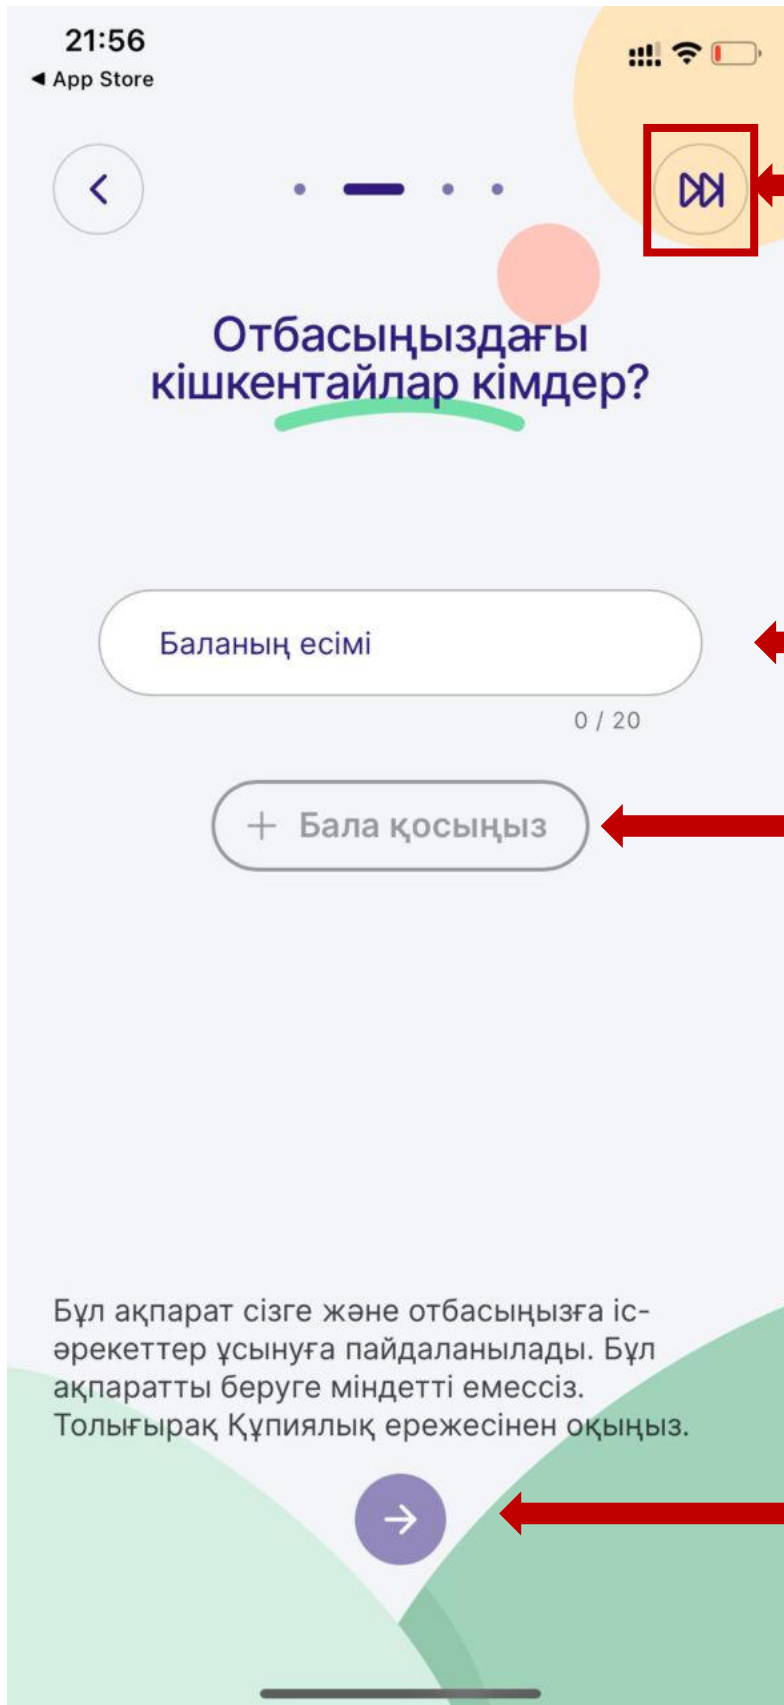 21:56
◀ App Store
Отбасыңыздағы
кішкентайлар кімдер?
Баланың есімі
0 / 20
+ Бала қосыңыз
Бұл ақпарат сізге және отбасыңызға іс-
әрекеттер ұсынуға пайдаланылады. Бұл
ақпаратты беруге міндетті емессіз.
Толығырақ Құпиялық ережесінен оқыңыз.